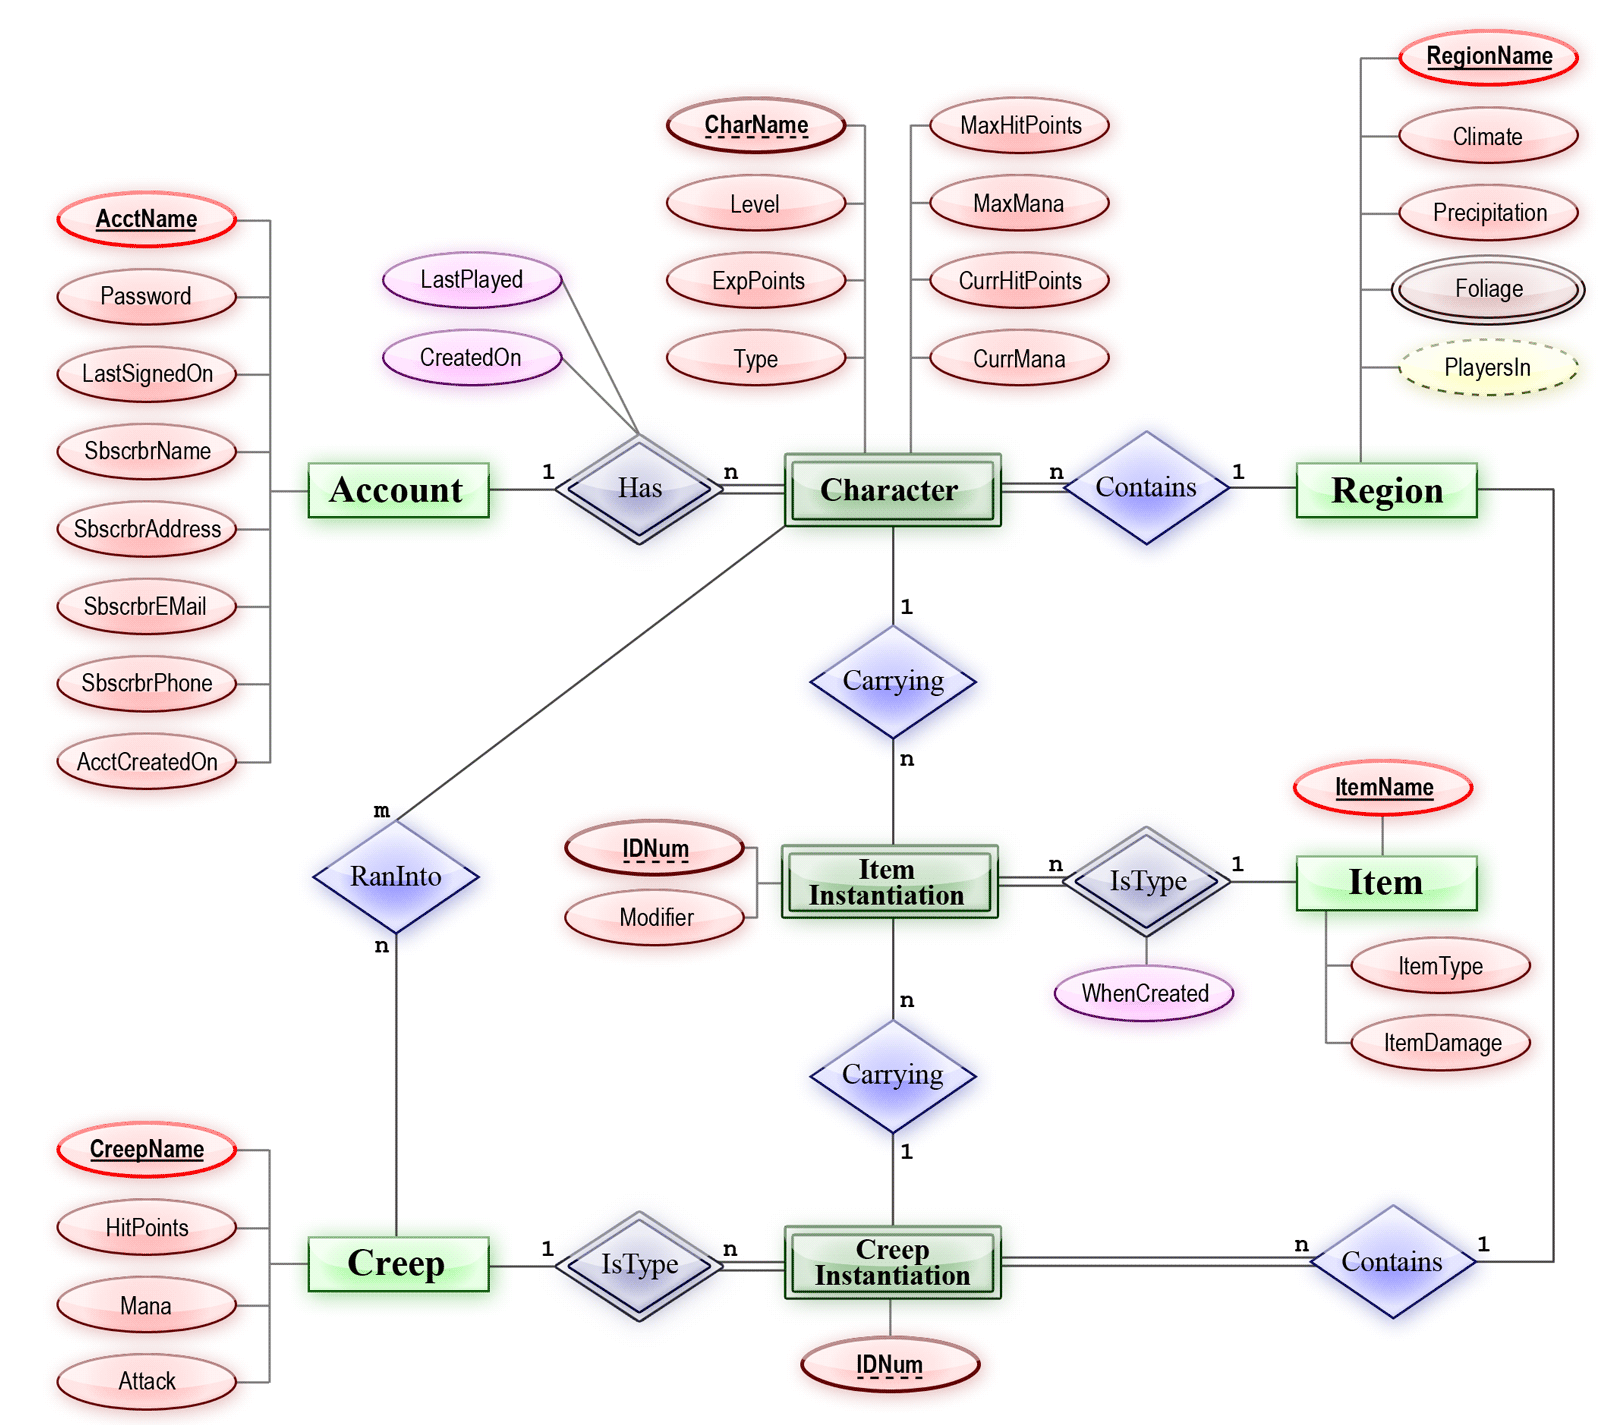 RegionName
CharName
MaxHitPoints
Climate
Level
MaxMana
Precipitation
AcctName
LastPlayed
ExpPoints
CurrHitPoints
Foliage
Password
CreatedOn
Type
CurrMana
PlayersIn
LastSignedOn
SbscrbrName
Account
1
Has
n
Character
n
Contains
1
Region
SbscrbrAddress
SbscrbrEMail
1
SbscrbrPhone
Carrying
AcctCreatedOn
n
m
ItemName
RanInto
IDNum
Item
Instantiation
n
IsType
1
Item
Modifier
n
ItemType
WhenCreated
n
ItemDamage
Carrying
CreepName
1
HitPoints
Creep
1
IsType
n
Creep
Instantiation
n
Contains
1
Mana
Attack
IDNum